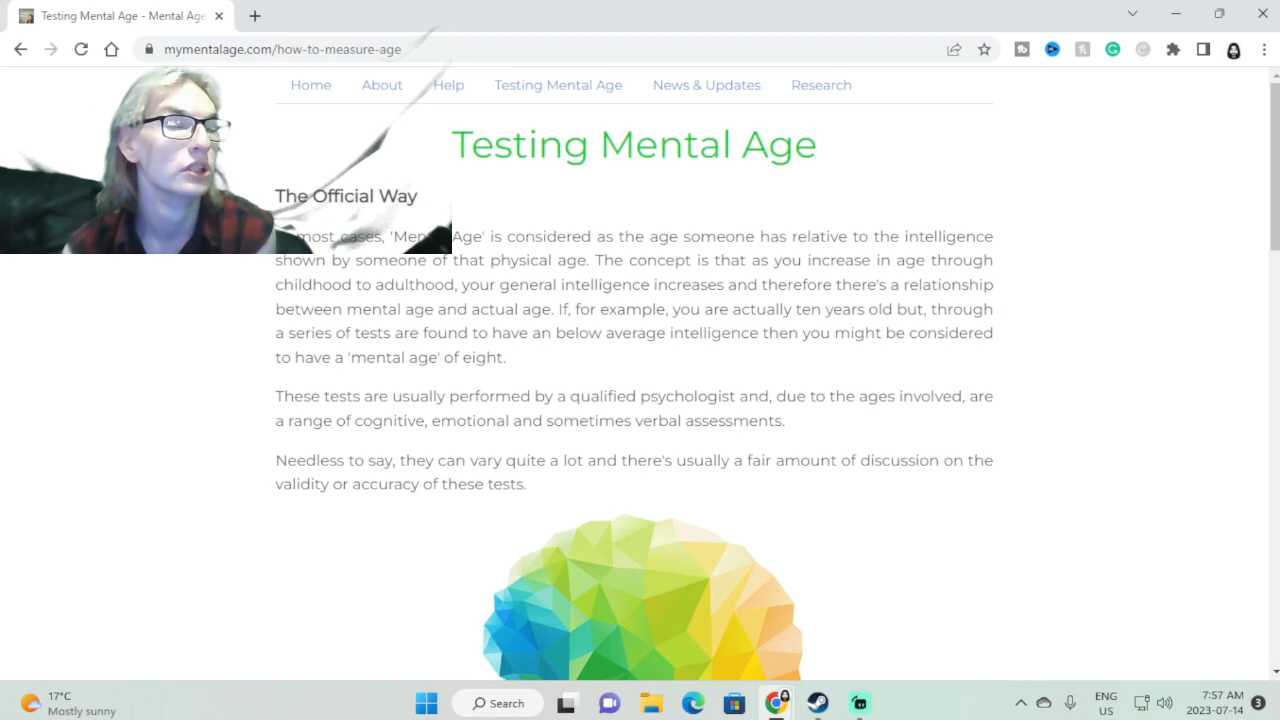 Testing Mental Age - Mental Age
mymentalage.com/how-to-measure-age
Home About Help Testing Mental Age News & Updates Research
Testing Mental Age
The Official Way
most cases, 'Mental Age' is considered as the age someone has relative to the intelligence
shown by someone of that physical age. The concept is that as you increase in age through
childhood to adulthood, your general intelligence increases and therefore there's a relationship
between mental age and actual age. If, for example, you are actually ten years old but, through
a series of tests are found to have an below average intelligence then you might be considered
to have a 'mental age' of eight.
These tests are usually performed by a qualified psychologist and, due to the ages involved, are
a range of cognitive, emotional and sometimes verbal assessments.
Needless to say, they can vary quite a lot and there's usually a fair amount of discussion on the
validity or accuracy of these tests.
17°C
Mostly sunny
Search
ENG
US
7:57 AM
2023-07-14
3